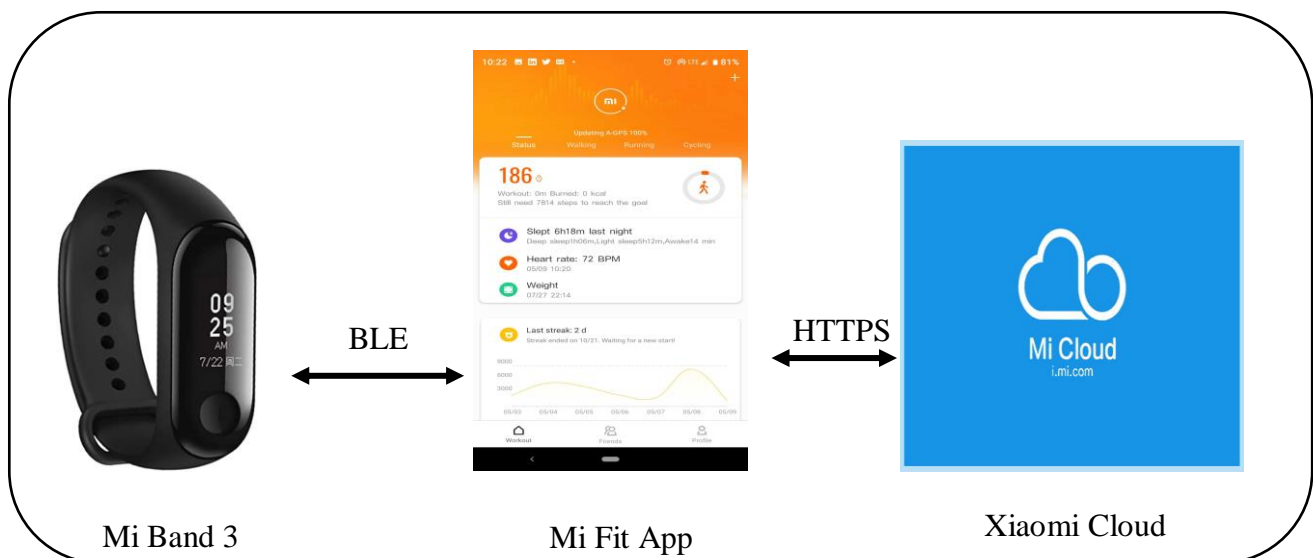 09
25
AM
7/22 周二
Mi Band 3
BLE
10:22
LTE 81%
mi
Updating A-GPS 100%
Status Walking Running Cycling
186
Workout: 0m Burned: 0 kcal
Still need 7814 steps to reach the goal
Slept 6h18m last night
Deep sleep1h06m,Light sleep5h12m,Awake14 min
Heart rate: 72 BPM
05/09 10:20
Weight
07/27 22:14
Last streak: 2 d
Streak ended on 10/21. Waiting for a new start!
9000
6000
3000
05/03 05/04 05/05 05/06 05/07 05/08 05/09
Workout Friends Profile
Mi Fit App
HTTPS
Mi Cloud
i.mi.com
Xiaomi Cloud